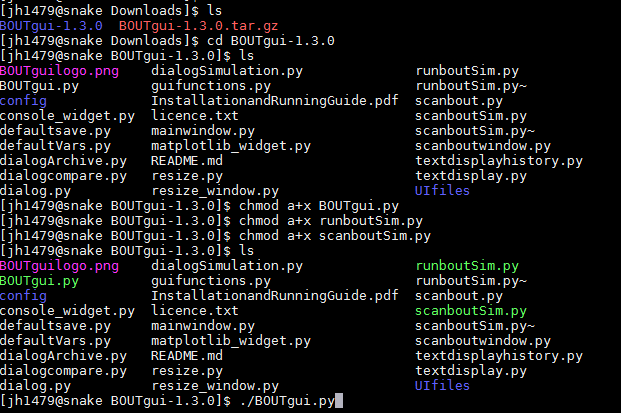 [jh1479@snake Downloads]$ ls
BOUTgui-1.3.0  BOUTgui-1.3.0.tar.gz
[jh1479@snake Downloads]$ cd BOUTgui-1.3.0
[jh1479@snake BOUTgui-1.3.0]$ ls
BOUTguilogo.png    dialogSimulation.py              runboutSim.py
BOUTgui.py         guifunctions.py                  runboutSim.py~
config             InstallationandRunningGuide.pdf  scanbout.py
console_widget.py  licence.txt                      scanboutSim.py
defaultsave.py     mainwindow.py                    scanboutSim.py~
defaultVars.py     matplotlib_widget.py             scanboutwindow.py
dialogArchive.py   README.md                        textdisplayhistory.py
dialogcompare.py   resize.py                        textdisplay.py
dialog.py          resize_window.py                 UIfiles
[jh1479@snake BOUTgui-1.3.0]$ chmod a+x BOUTgui.py
[jh1479@snake BOUTgui-1.3.0]$ chmod a+x runboutSim.py
[jh1479@snake BOUTgui-1.3.0]$ chmod a+x scanboutSim.py
[jh1479@snake BOUTgui-1.3.0]$ ls
BOUTguilogo.png    dialogSimulation.py              runboutSim.py
BOUTgui.py         guifunctions.py                  runboutSim.py~
config             InstallationandRunningGuide.pdf  scanbout.py
console_widget.py  licence.txt                      scanboutSim.py
defaultsave.py     mainwindow.py                    scanboutSim.py~
defaultVars.py     matplotlib_widget.py             scanboutwindow.py
dialogArchive.py   README.md                        textdisplayhistory.py
dialogcompare.py   resize.py                        textdisplay.py
dialog.py          resize_window.py                 UIfiles
[jh1479@snake BOUTgui-1.3.0]$ ./BOUTgui.py